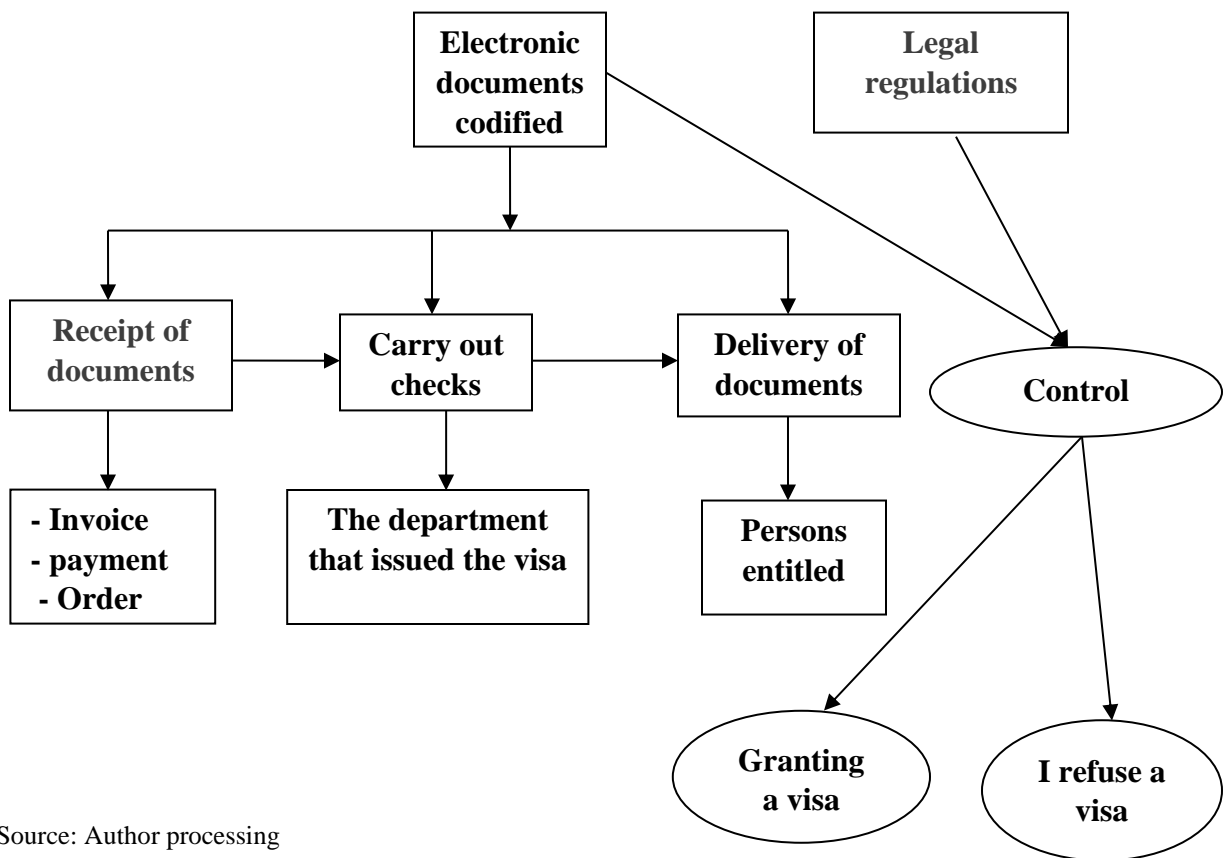 Electronic
documents
codified
Legal
regulations
Receipt of
documents
Carry out
checks
Delivery of
documents
Control
- Invoice
- payment
- Order
The department
that issued the visa
Persons
entitled
Granting
a visa
I refuse a
visa
Source: Author processing